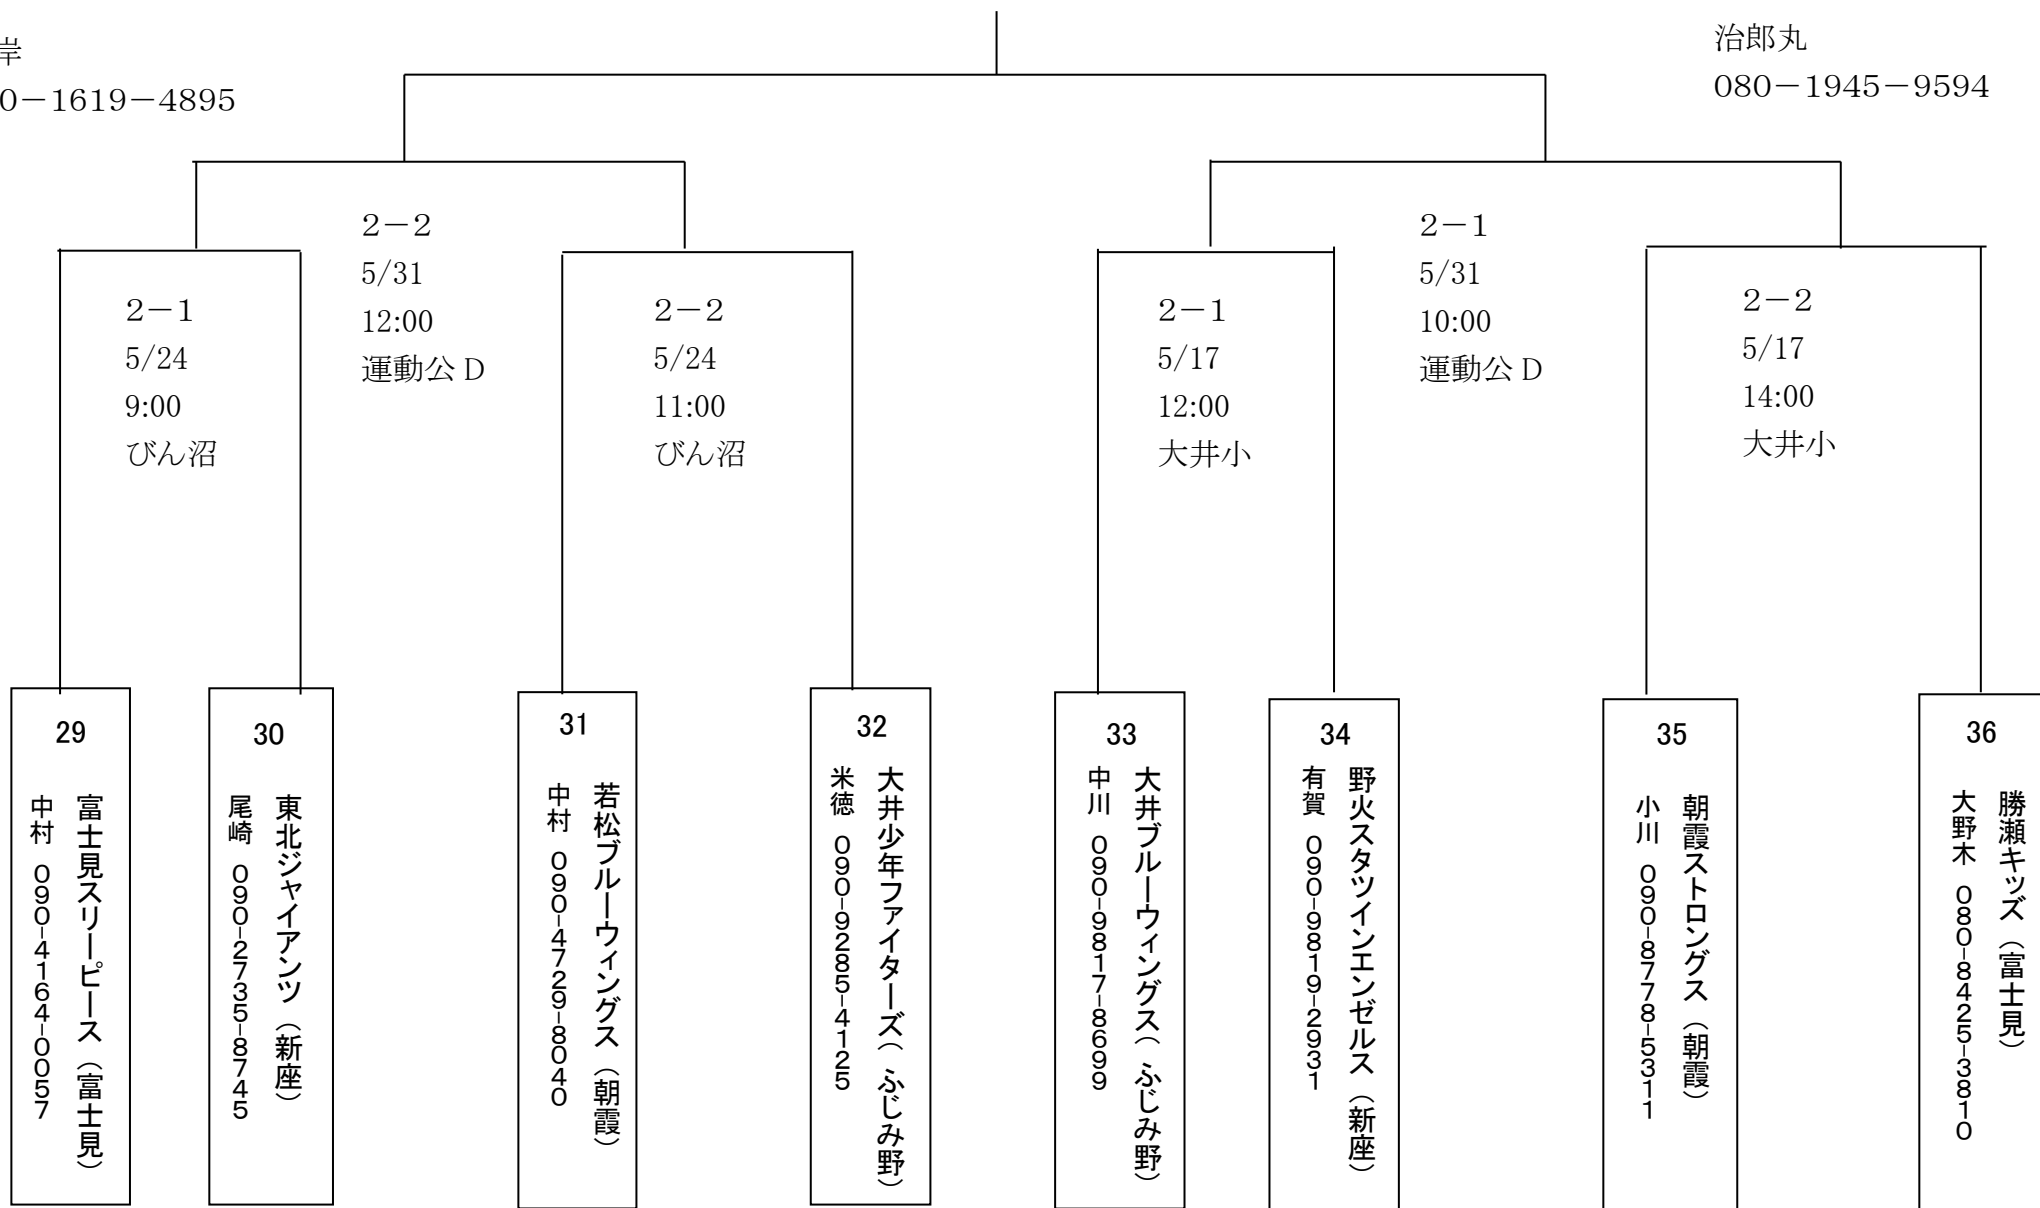 岸
0－1619－4895
治郎丸
080－1945－9594
２－２
5/31
12:00
運動公 D
２－１
5/31
10:00
運動公 D
２－１
5/24
9:00
びん沼
２－２
5/24
11:00
びん沼
２－１
5/17
12:00
大井小
２－２
5/17
14:00
大井小
29
富士見スリーピース（富士見）
中村 090-4164-0057
30
東北ジャイアンツ（新座）
尾崎 090-2735-8745
31
若松ブルーウィングス（朝霞）
中村 090-4729-8040
32
大井少年ファイターズ（ふじみ野）
米徳 090-9285-4125
33
大井ブルーウィングス（ふじみ野）
中川 090-9817-8699
34
野火スタツインエンゼルス（新座）
有賀 090-9819-2931
35
朝霞ストロングス（朝霞）
小川 090-8778-5311
36
勝瀬キッズ（富士見）
大野木 080-8425-3810